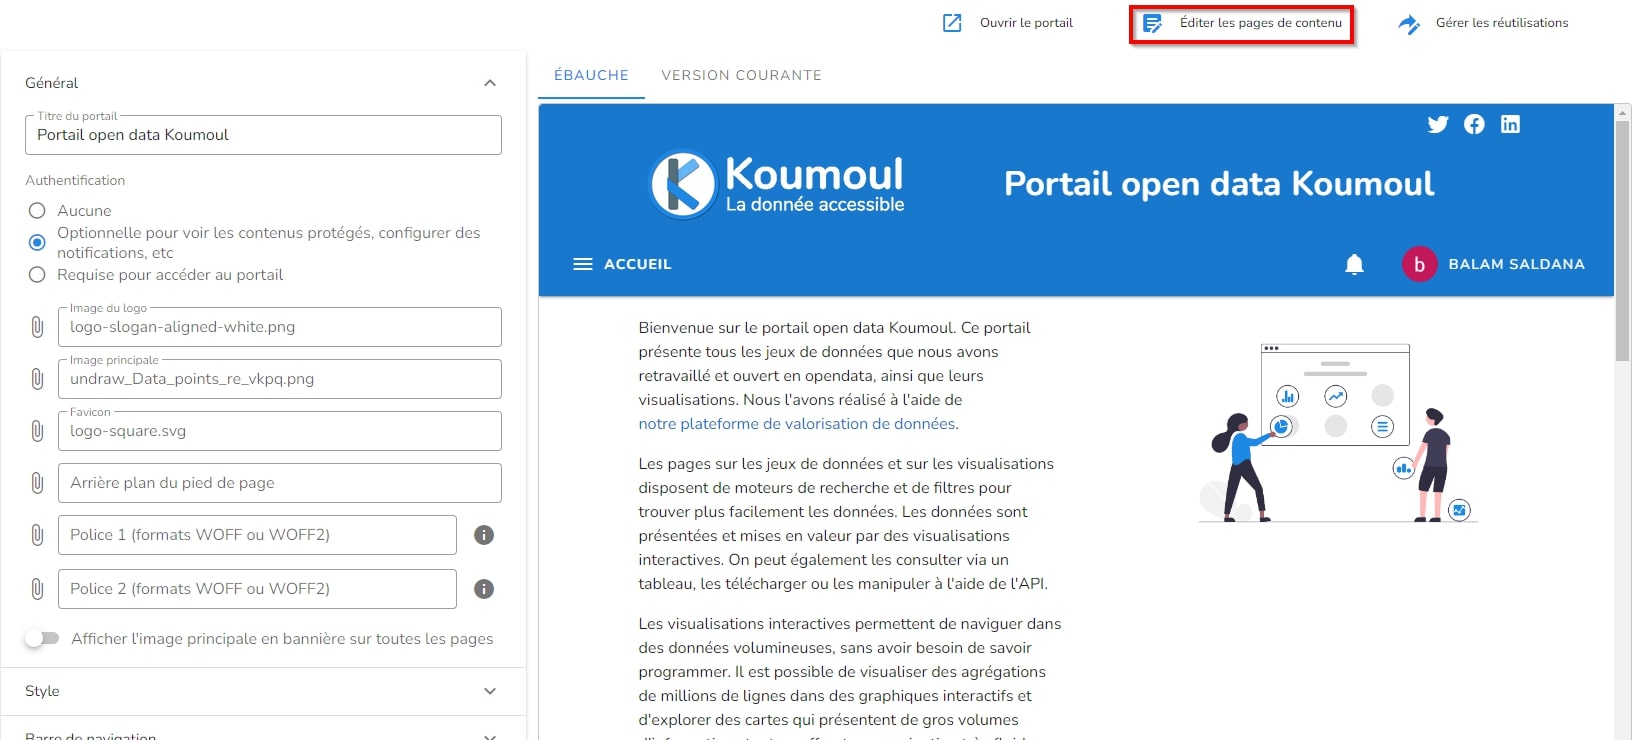 Ouvrir le portail
Éditer les pages de contenu
Gérer les réutilisations
Général
Titre du portail
Portail open data Koumoul
Authentification
Aucune
Optionnelle pour voir les contenus protégés, configurer des
notifications, etc
Requise pour accéder au portail
Image du logo
logo-slogan-aligned-white.png
Image principale
undraw_Data_points_re_vkpq.png
Favicon
logo-square.svg
Arrière plan du pied de page
Police 1 (formats WOFF ou WOFF2)
Police 2 (formats WOFF ou WOFF2)
Afficher l'image principale en bannière sur toutes les pages
Style
Barre de navigation
ÉBAUCHE
VERSION COURANTE
Koumoul
La donnée accessible
Portail open data Koumoul
ACCUEIL
b
BALAM SALDANA
Bienvenue sur le portail open data Koumoul. Ce portail
présente tous les jeux de données que nous avons
retravaillé et ouvert en opendata, ainsi que leurs
visualisations. Nous l'avons réalisé à l'aide de
notre plateforme de valorisation de données.
Les pages sur les jeux de données et sur les visualisations
disposent de moteurs de recherche et de filtres pour
trouver plus facilement les données. Les données sont
présentées et mises en valeur par des visualisations
interactives. On peut également les consulter via un
tableau, les télécharger ou les manipuler à l'aide de l'API.
Les visualisations interactives permettent de naviguer dans
des données volumineuses, sans avoir besoin de savoir
programmer. Il est possible de visualiser des agrégations
de millions de lignes dans des graphiques interactifs et
d'explorer des cartes qui présentent de gros volumes